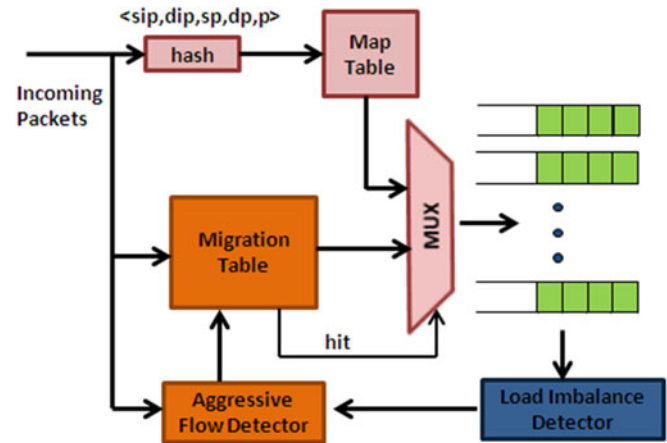 <sip,dip,sp,dp,p>
hash
Map
Table
Incoming
Packets
MUX
Migration
Table
hit
Aggressive
Flow Detector
Load Imbalance
Detector